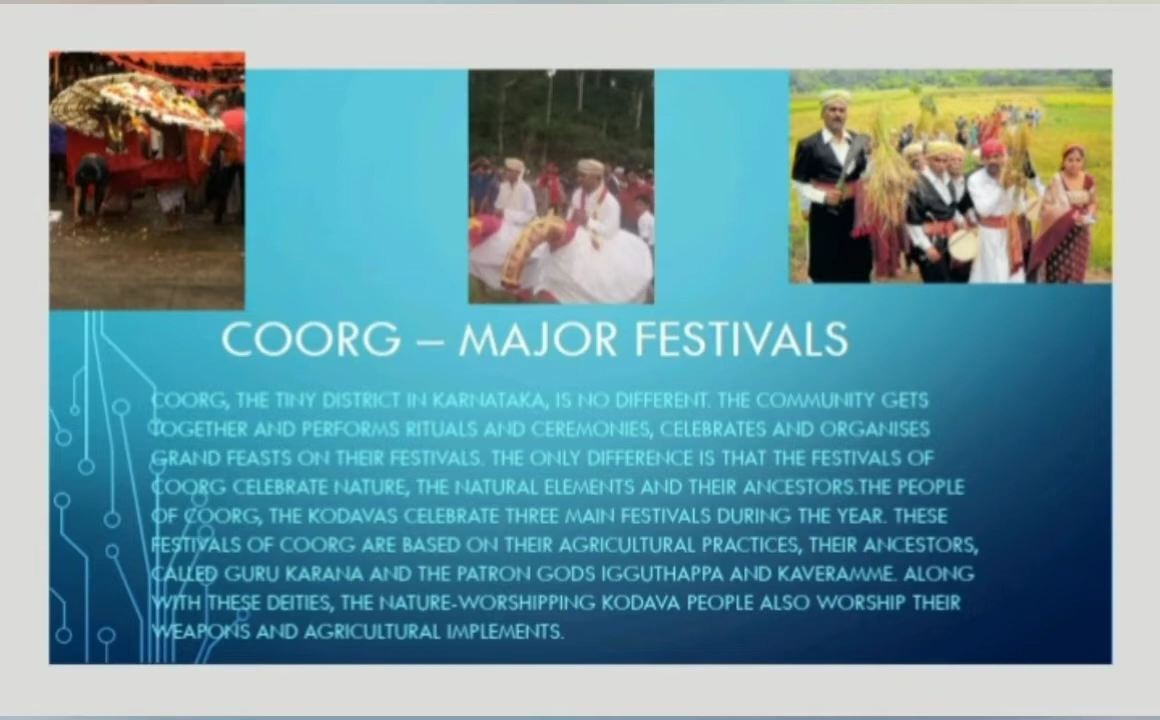 COORG – MAJOR FESTIVALS
COORG, THE TINY DISTRICT IN KARNATAKA, IS NO DIFFERENT. THE COMMUNITY GETS
TOGETHER AND PERFORMS RITUALS AND CEREMONIES, CELEBRATES AND ORGANISES
GRAND FEASTS ON THEIR FESTIVALS. THE ONLY DIFFERENCE IS THAT THE FESTIVALS OF
COORG CELEBRATE NATURE, THE NATURAL ELEMENTS AND THEIR ANCESTORS.THE PEOPLE
OF COORG, THE KODAVAS CELEBRATE THREE MAIN FESTIVALS DURING THE YEAR. THESE
FESTIVALS OF COORG ARE BASED ON THEIR AGRICULTURAL PRACTICES, THEIR ANCESTORS,
CALLED GURU KARANA AND THE PATRON GODS IGGUTHAPPA AND KAVERAMME. ALONG
WITH THESE DEITIES, THE NATURE-WORSHIPPING KODAVA PEOPLE ALSO WORSHIP THEIR
WEAPONS AND AGRICULTURAL IMPLEMENTS.